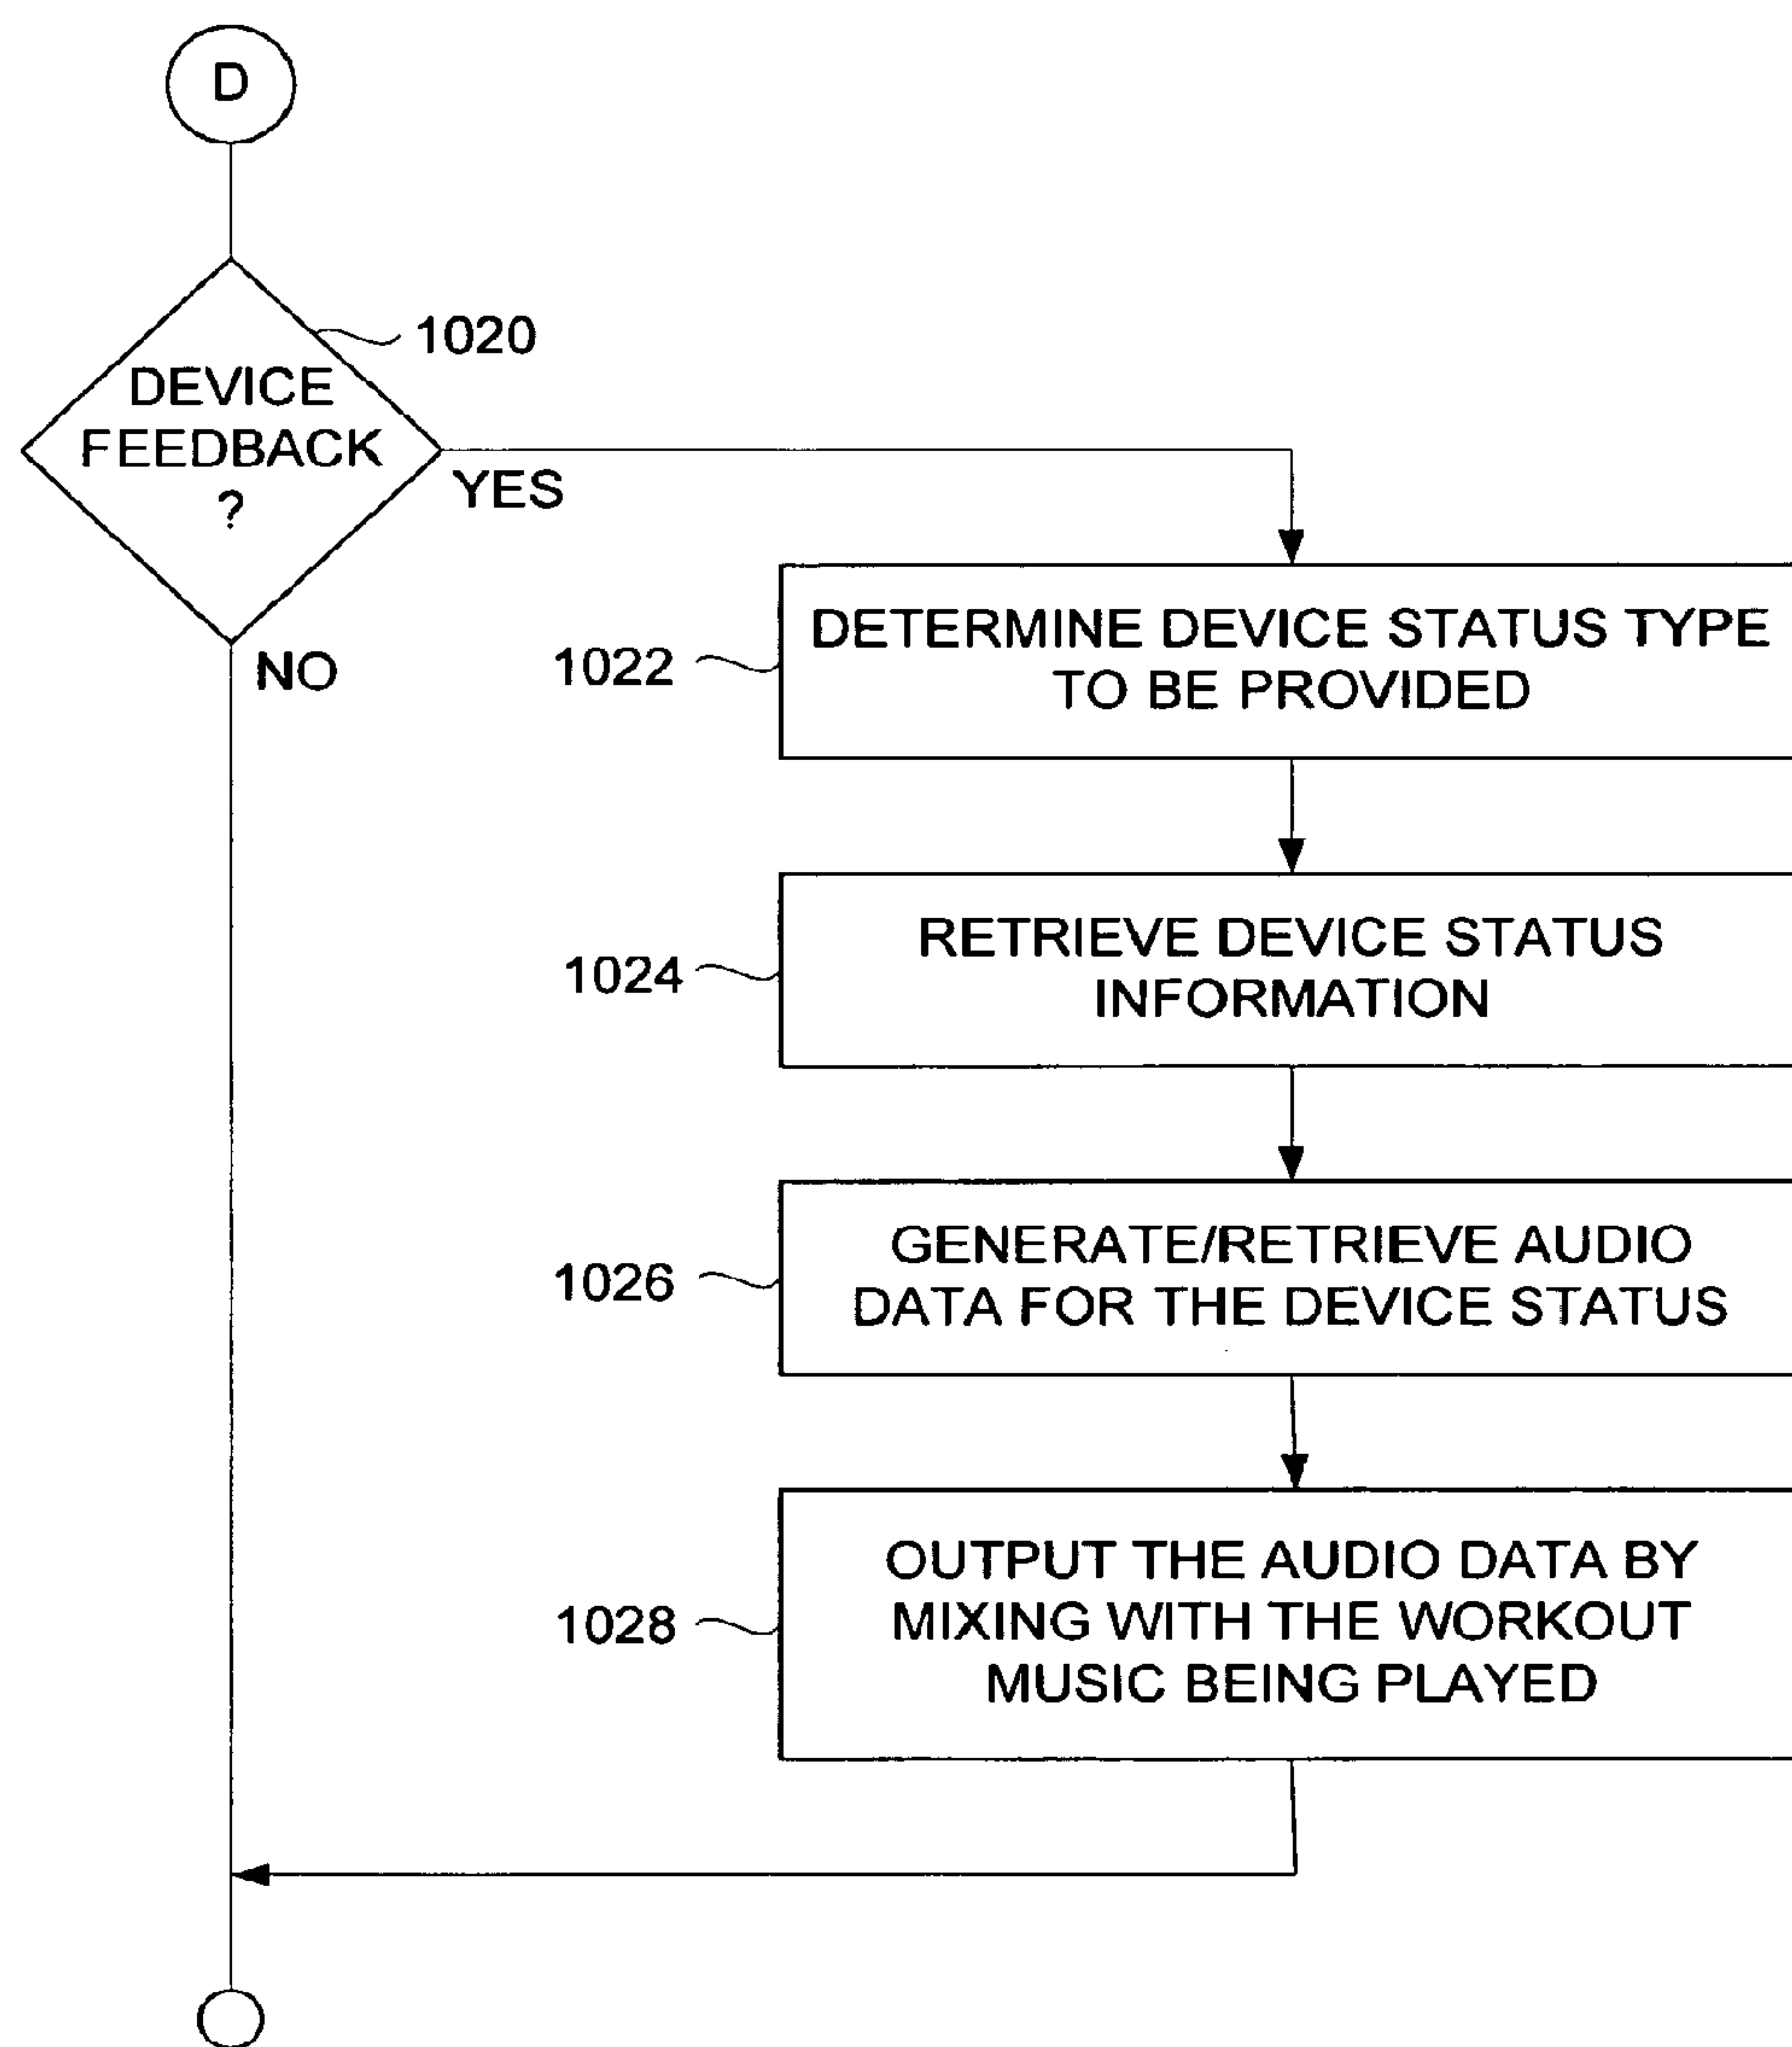 D
1020
DEVICE
FEEDBACK
?
YES
NO
1022
DETERMINE DEVICE STATUS TYPE
TO BE PROVIDED
1024
RETRIEVE DEVICE STATUS
INFORMATION
1026
GENERATE/RETRIEVE AUDIO
DATA FOR THE DEVICE STATUS
1028
OUTPUT THE AUDIO DATA BY
MIXING WITH THE WORKOUT
MUSIC BEING PLAYED